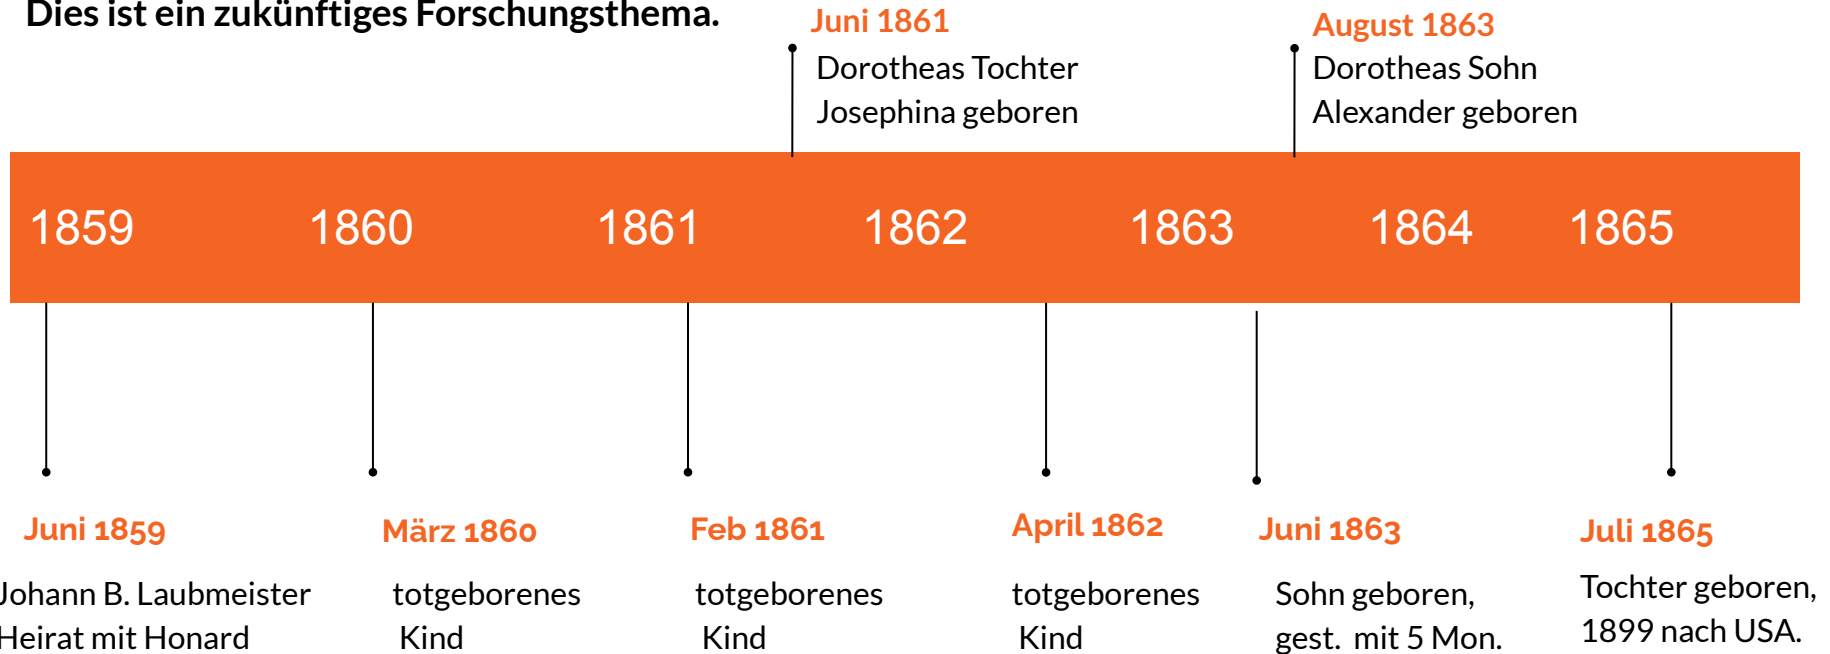 Dies ist ein zukünftiges Forschungsthema.
Juni 1861
Dorotheas Tochter
Josephina geboren
August 1863
Dorotheas Sohn
Alexander geboren
1859 1860 1861 1862 1863 1864 1865
Juni 1859
Johann B. Laubmeister
Heirat mit Honard
März 1860
totgeborenes
Kind
Feb 1861
totgeborenes
Kind
April 1862
totgeborenes
Kind
Juni 1863
Sohn geboren,
gest. mit 5 Mon.
Juli 1865
Tochter geboren,
1899 nach USA.